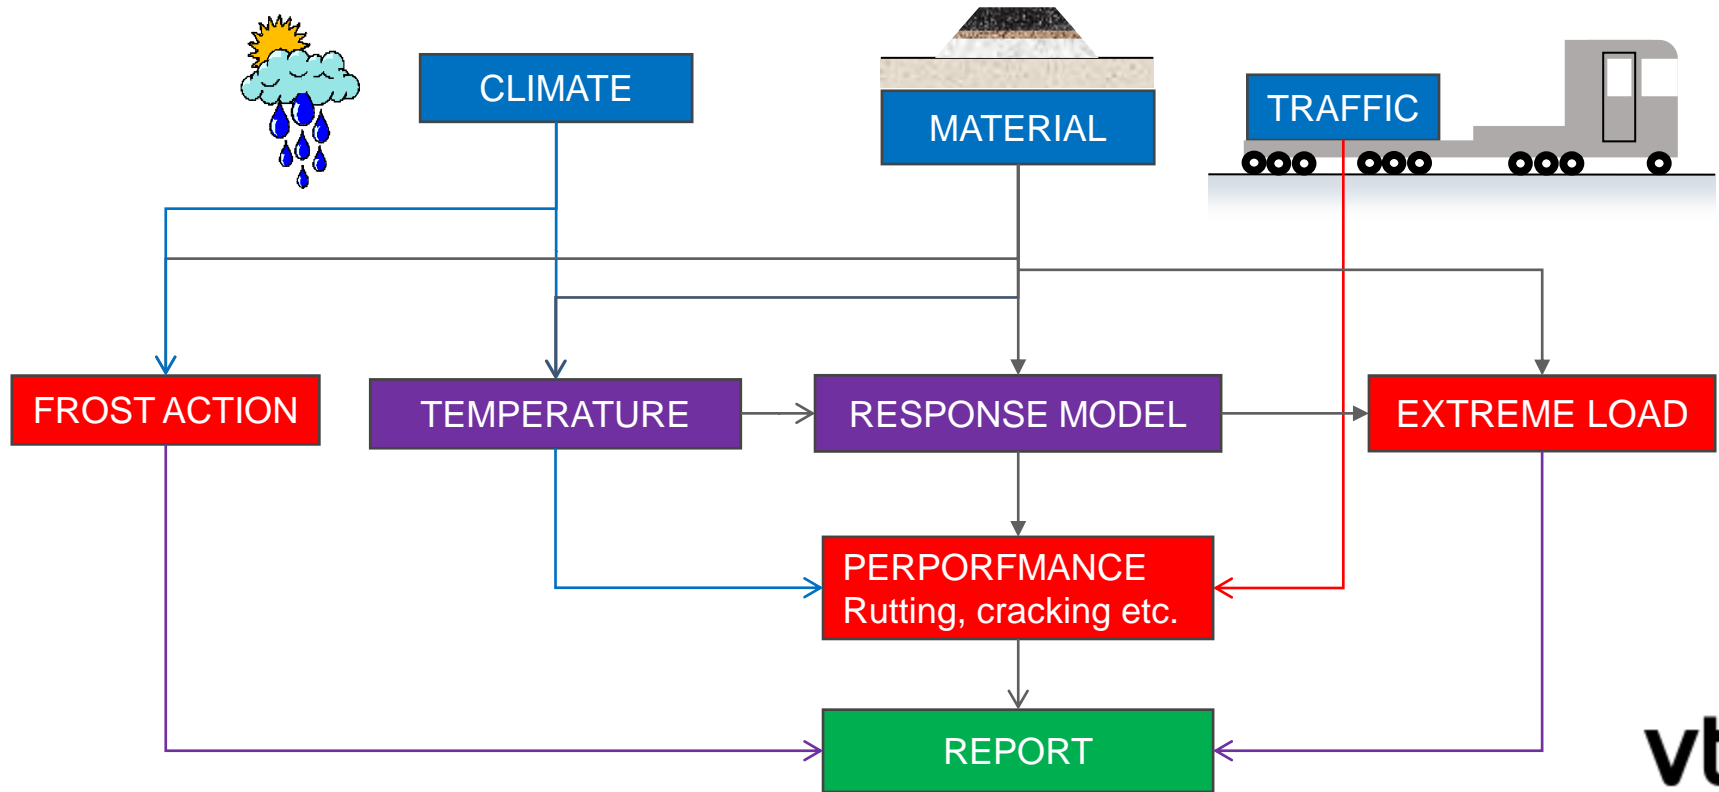 CLIMATE
MATERIAL
TRAFFIC
FROST ACTION
TEMPERATURE
RESPONSE MODEL
EXTREME LOAD
PERPORFMANCE
Rutting, cracking etc.
REPORT